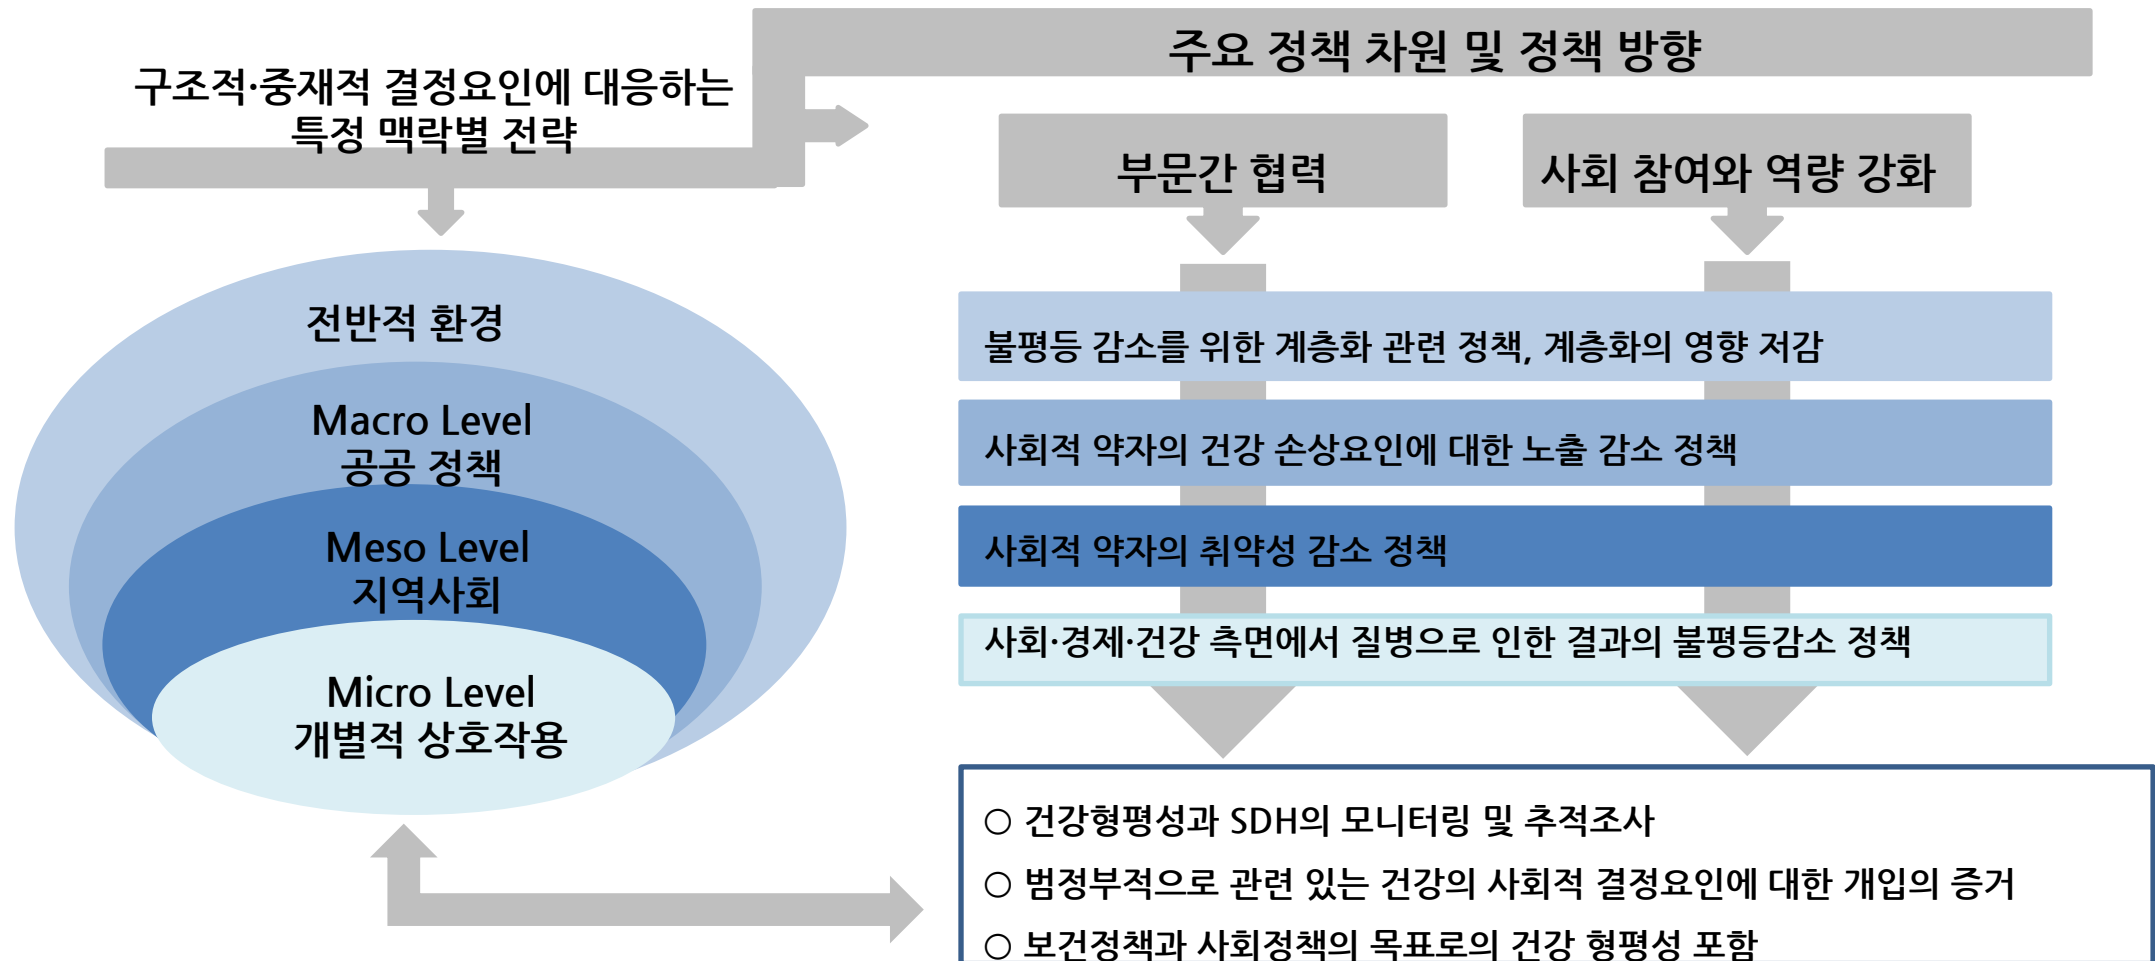 주요 정책 차원 및 정책 방향
구조적·중재적 결정요인에 대응하는
특정 맥락별 전략
부문간 협력
사회 참여와 역량 강화
전반적 환경
Macro Level
공공 정책
Meso Level
지역사회
Micro Level
개별적 상호작용
불평등 감소를 위한 계층화 관련 정책, 계층화의 영향 저감
사회적 약자의 건강 손상요인에 대한 노출 감소 정책
사회적 약자의 취약성 감소 정책
사회·경제·건강 측면에서 질병으로 인한 결과의 불평등감소 정책
○ 건강형평성과 SDH의 모니터링 및 추적조사
○ 범정부적으로 관련 있는 건강의 사회적 결정요인에 대한 개입의 증거
○ 보건정책과 사회정책의 목표로의 건강 형평성 포함